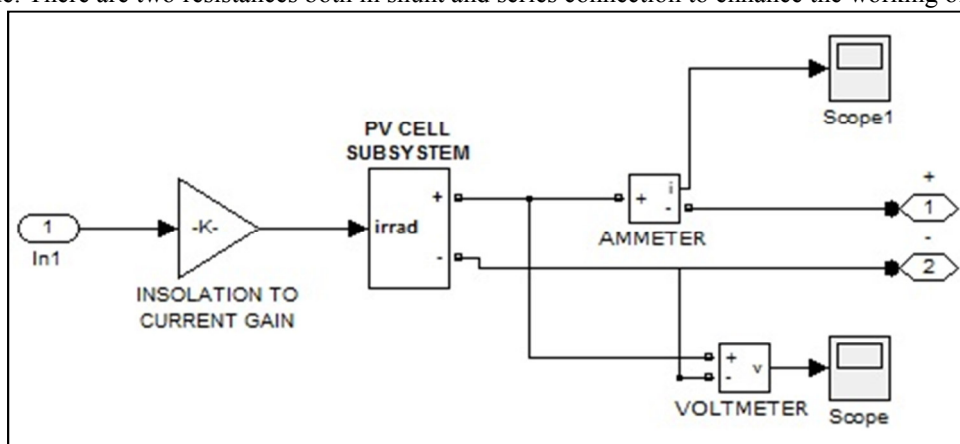 e. There are two resistances both in shunt and series connection to enhance the working o
Scope1
PV CELL
SUBSYSTEM
+
-
irrad
1
In1
-K-
INSOLATION TO
CURRENT GAIN
+
i
-
AMMETER
+
1
-
2
+
-
v
VOLTMETER
Scope